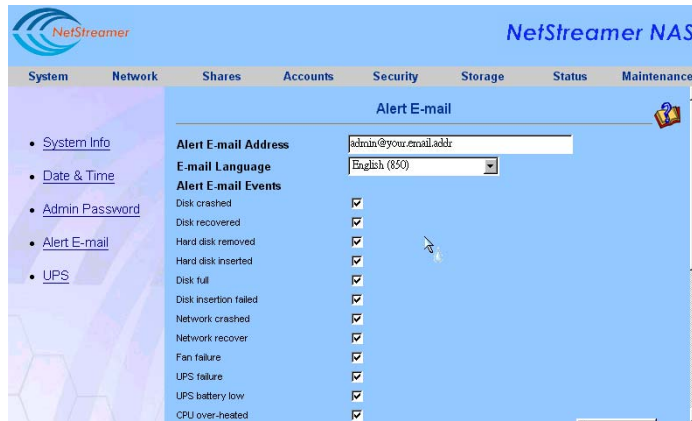 NetStreamer
NetStreamer NAS
System Network Shares Accounts Security Storage Status Maintenance
Alert E-mail
System Info
Date & Time
Admin Password
Alert E-mail
UPS
Alert E-mail Address admin@your.email.addr
E-mail Language English (850)
Alert E-mail Events
Disk crashed
Disk recovered
Hard disk removed
Hard disk inserted
Disk full
Disk insertion failed
Network crashed
Network recover
Fan failure
UPS failure
UPS battery low
CPU over-heated